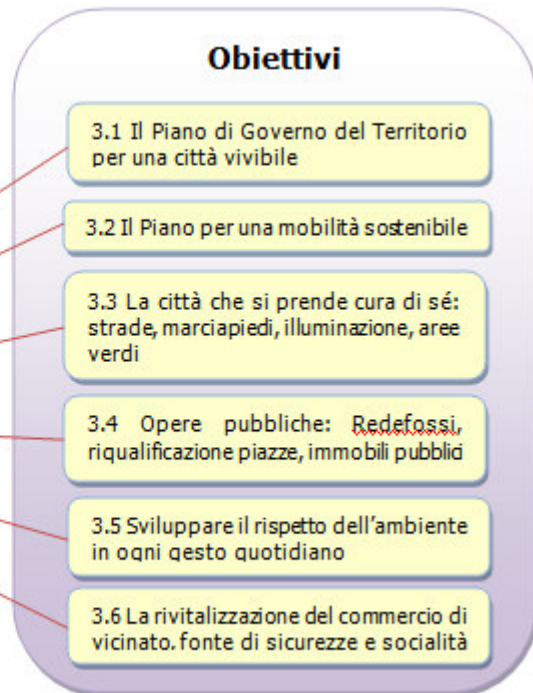 Obiettivi
3.1 Il Piano di Governo del Territorio
per una città vivibile
3.2 Il Piano per una mobilità sostenibile
3.3 La città che si prende cura di sé:
strade, marciapiedi, illuminazione, aree
verdi
3.4 Opere pubbliche: Redefossi,
riqualificazione piazze, immobili pubblici
3.5 Sviluppare il rispetto dell'ambiente
in ogni gesto quotidiano
3.6 La rivitalizzazione del commercio di
vicinato, fonte di sicurezze e socialità